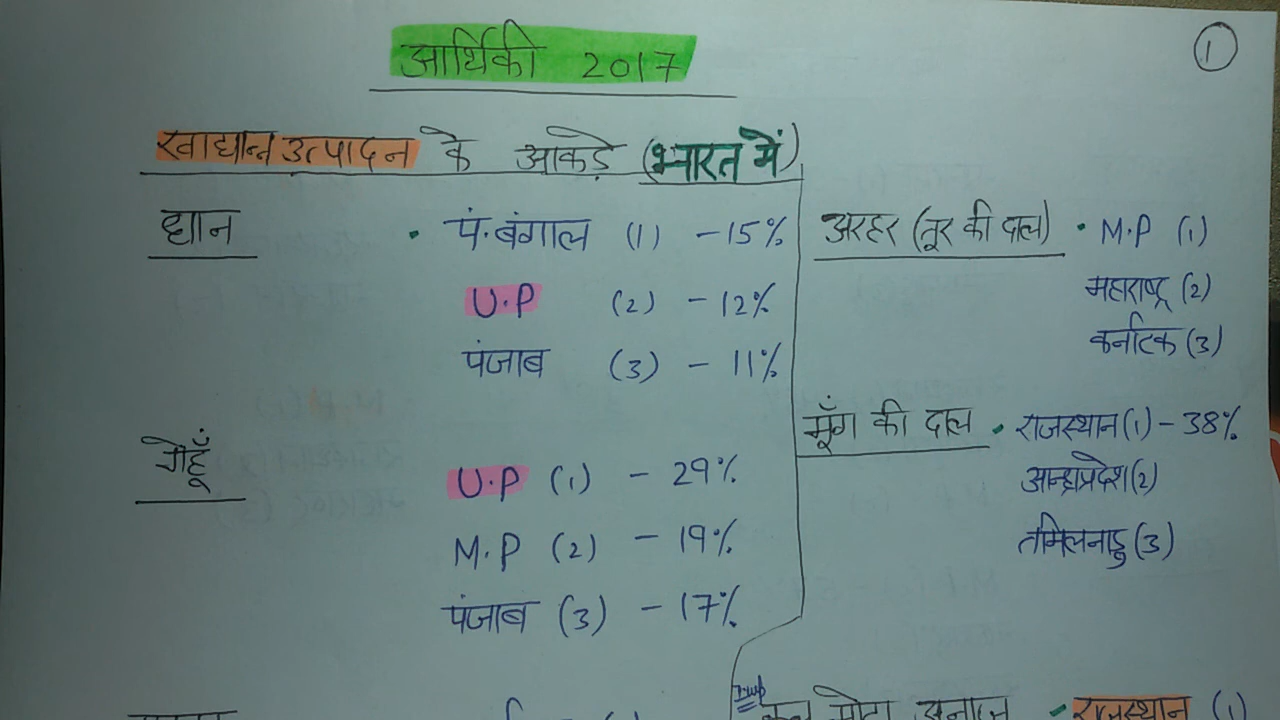 आर्थिकी 2017
1
खाद्यान्न उत्पादन के आकड़े (भारत में)
धान · पं. बंगाल (1) - 15%
U.P (2) - 12%
पंजाब (3) - 11%
गेहूँ
U.P (1) - 29%
M.P (2) - 19%
पंजाब (3) - 17%
अरहर (तूर की दाल) · M.P (1)
महाराष्ट्र (2)
कर्नाटक (3)
मूँग की दाल · राजस्थान (1) - 38%
आन्ध्रप्रदेश (2)
तमिलनाडु (3)
मोटा अनाज · राजस्थान (1)